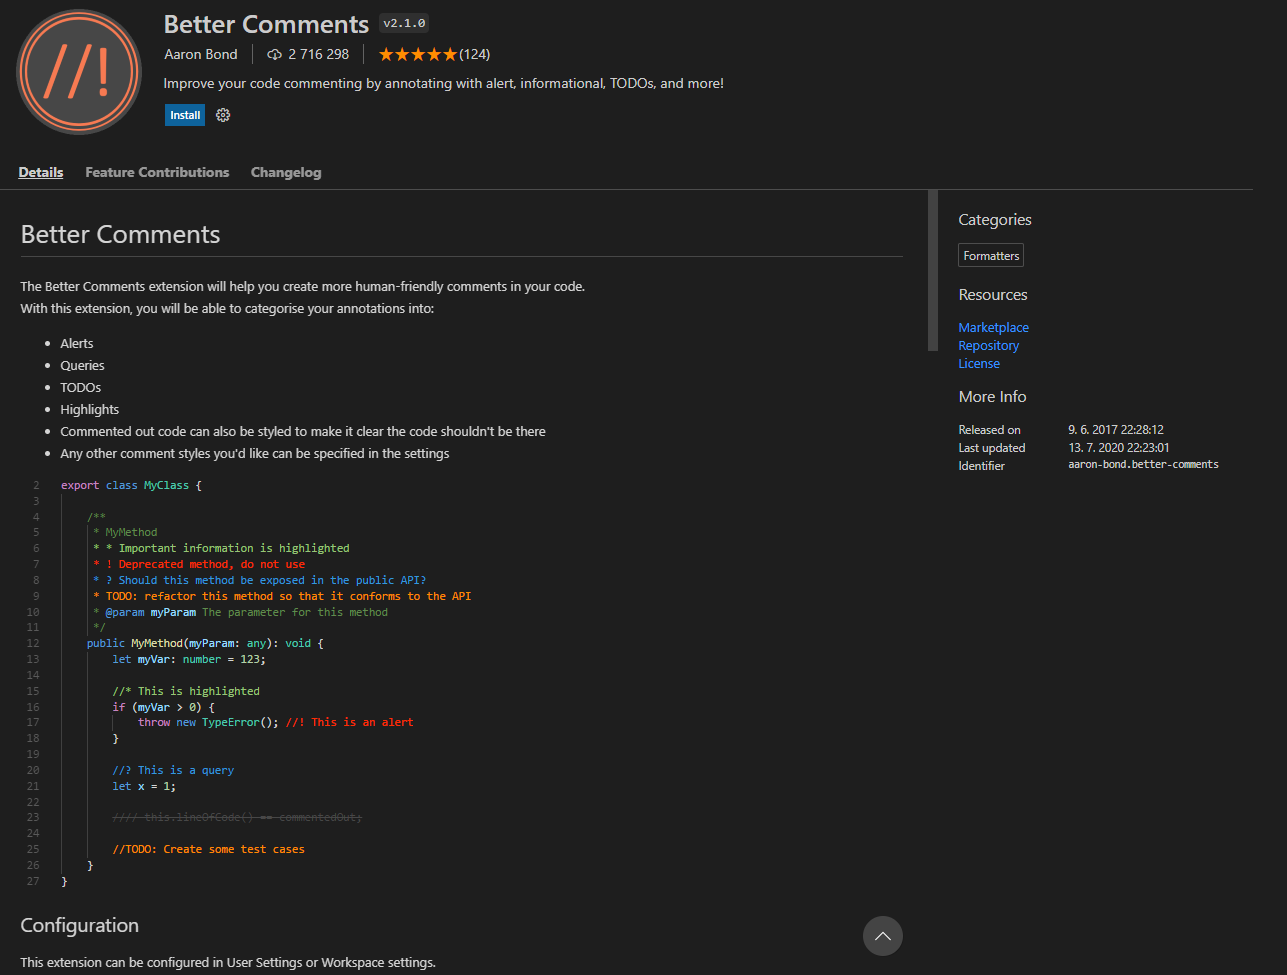 //!
Better Comments v2.1.0
Aaron Bond 2 716 298 ★★★★★(124)
Improve your code commenting by annotating with alert, informational, TODOs, and more!
Install
Details Feature Contributions Changelog
Better Comments
The Better Comments extension will help you create more human-friendly comments in your code.
With this extension, you will be able to categorise your annotations into:
• Alerts
• Queries
• TODOs
• Highlights
• Commented out code can also be styled to make it clear the code shouldn't be there
• Any other comment styles you'd like can be specified in the settings
2 export class MyClass {
3
4 /**
5 * MyMethod
6 * * Important information is highlighted
7 * ! Deprecated method, do not use
8 * ? Should this method be exposed in the public API?
9 * TODO: refactor this method so that it conforms to the API
10 * @param myParam The parameter for this method
11 */
12 public MyMethod(myParam: any): void {
13 let myVar: number = 123;
14
15 //* This is highlighted
16 if (myVar > 0) {
17 throw new TypeError(); //! This is an alert
18 }
19
20 //? This is a query
21 let x = 1;
22
23 //// this.lineOfCode() == commentedOut;
24
25 //TODO: Create some test cases
26 }
27 }
Configuration
This extension can be configured in User Settings or Workspace settings.
Categories
Formatters
Resources
Marketplace
Repository
License
More Info
Released on 9. 6. 2017 22:28:12
Last updated 13. 7. 2020 22:23:01
Identifier aaron-bond.better-comments